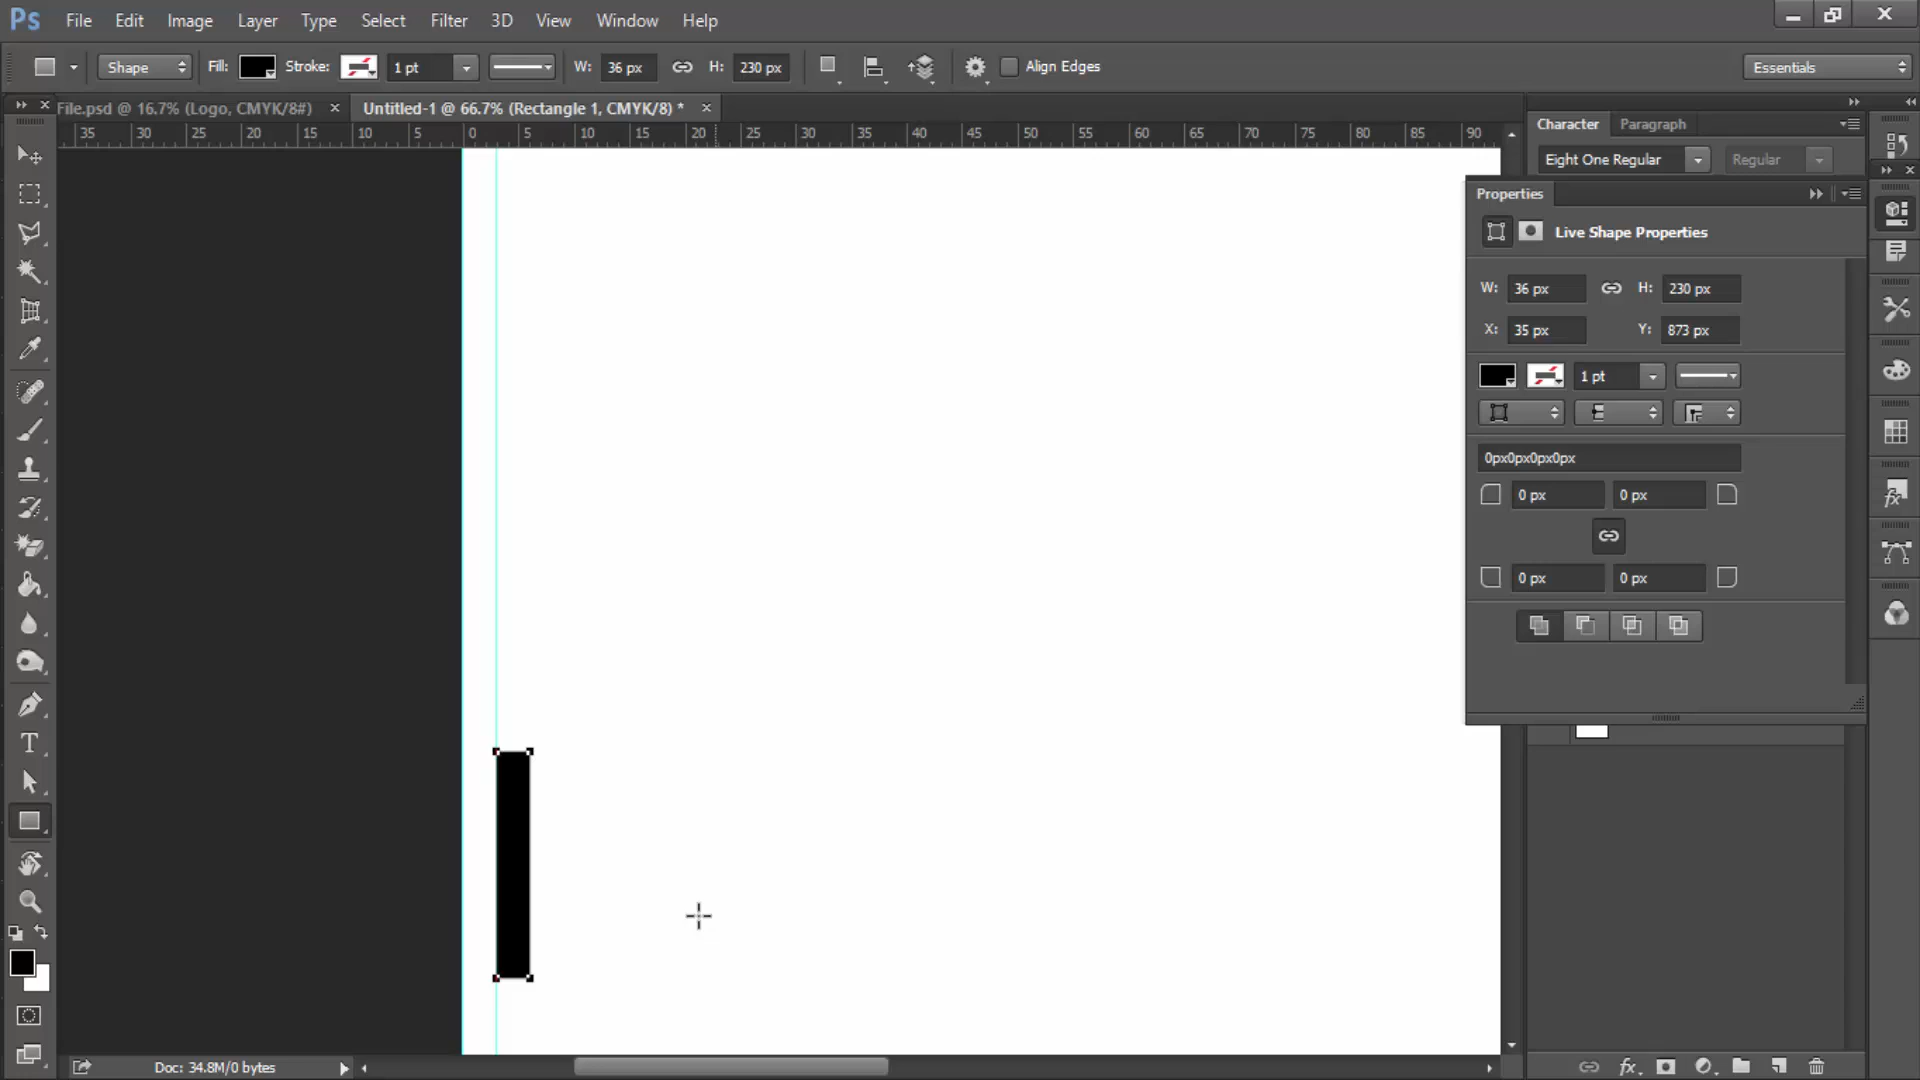 Ps File Edit Image Layer Type Select Filter 3D View Window Help
Shape Fill: Stroke: 1 pt W: 36 px H: 230 px Align Edges Essentials
File.psd @ 16.7% (Logo, CMYK/8#) × Untitled-1 @ 66.7% (Rectangle 1, CMYK/8) * ×
35 30 25 20 15 10 5 0 5 10 15 20 25 30 35 40 45 50 55 60 65 70 75 80 85 90
Character Paragraph
Eight One Regular Regular
Properties
Live Shape Properties
W: 36 px H: 230 px
X: 35 px Y: 873 px
1 pt
0px0px0px0px
0 px 0 px
0 px 0 px
T
fx
Doc: 34.8M/0 bytes
fx